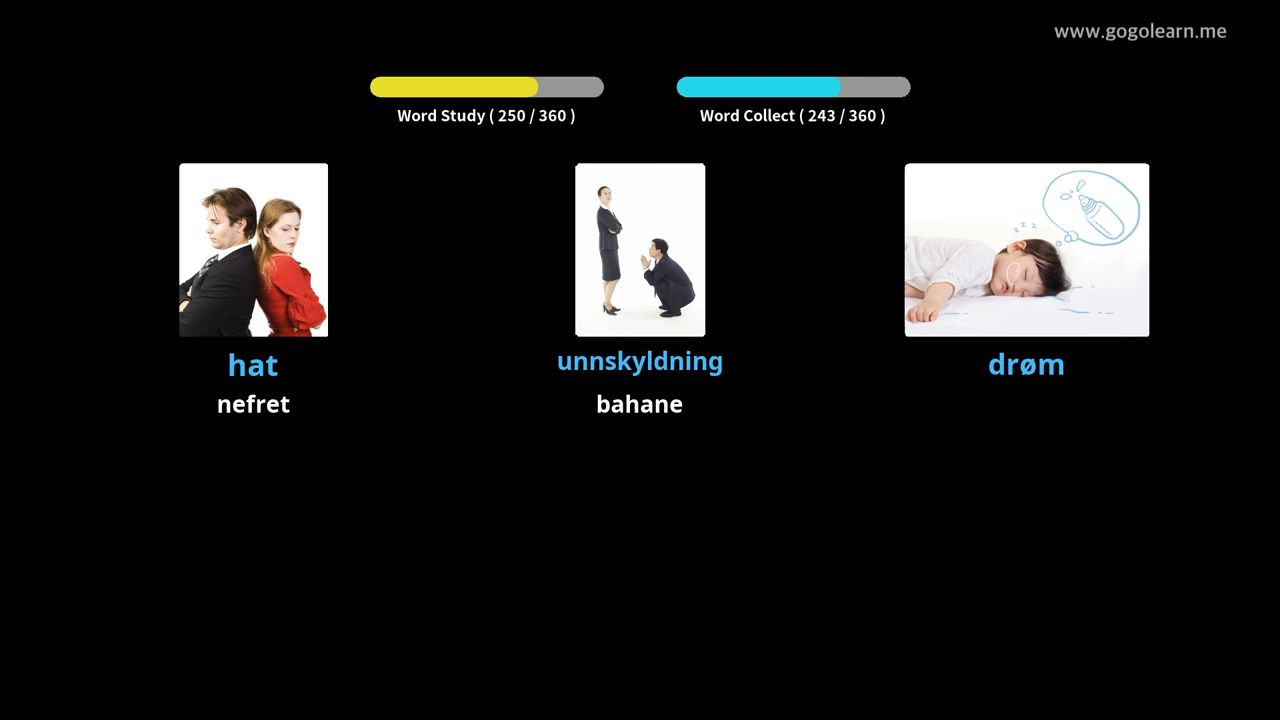 www.gogolearn.me
Word Study ( 250 / 360 )
Word Collect ( 243 / 360 )
hat
unnskyldning
drøm
nefret
bahane